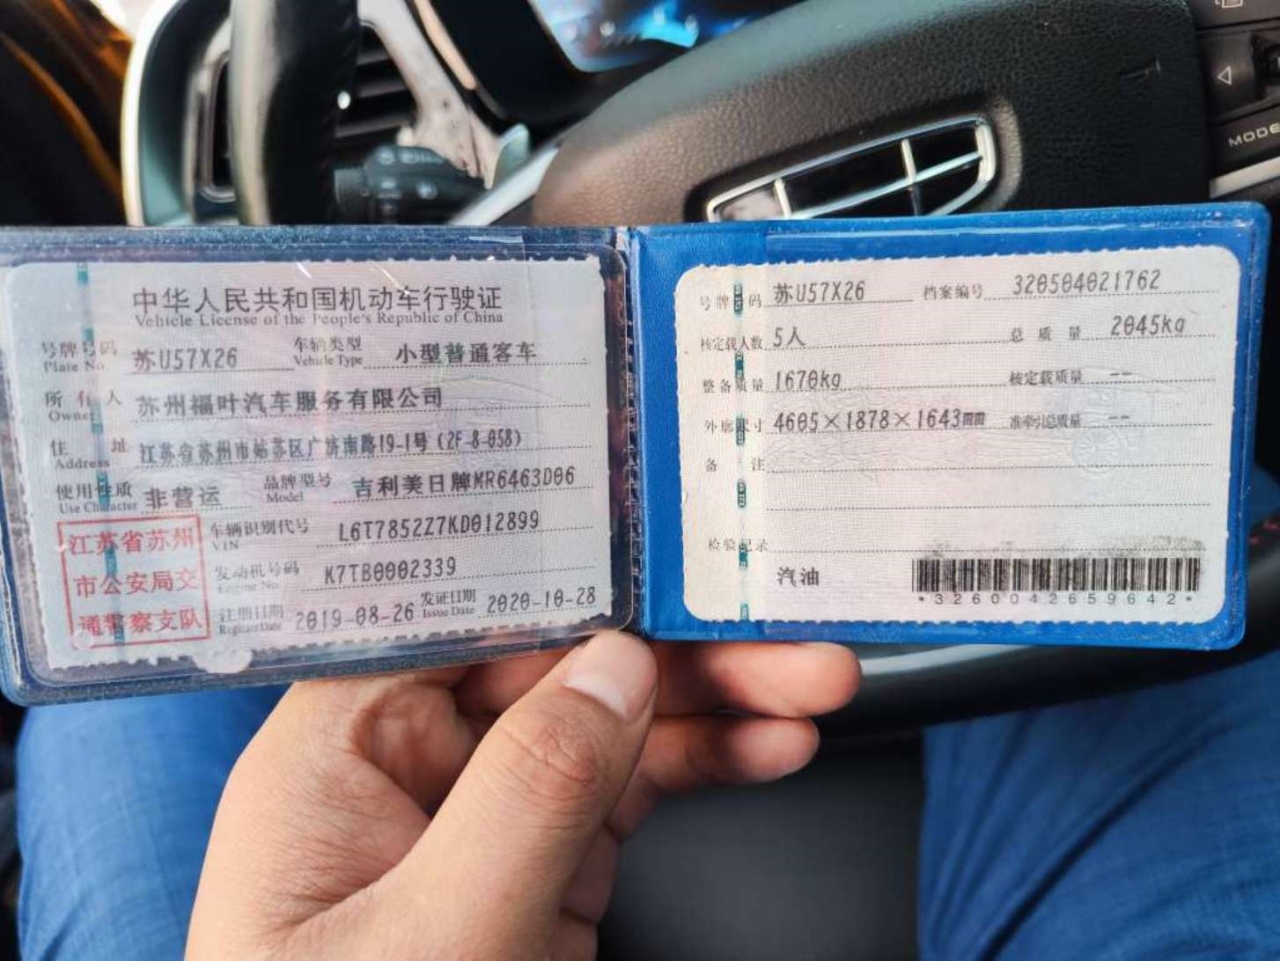 中华人民共和国机动车行驶证
Vehicle License of the People's Republic of China
号牌号码 苏U57X26 车辆类型 小型普通客车
Plate No. Vehicle Type
所有人 苏州福叶汽车服务有限公司
Owner
住址 江苏省苏州市姑苏区广济南路19-1号(2F-8-058)
Address
使用性质 非营运 品牌型号 吉利美日牌MR6463D06
Use Character Model
江苏省苏州
市公安局交
通警察支队
车辆识别代号 L6T7852Z7KD012899
VIN
发动机号码 K7TB0002339
Engine No.
注册日期 2019-08-26 发证日期 2020-10-28
Register Date Issue Date
号牌号码 苏U57X26 档案编号 320504021762
核定载人数 5人 总质量 2045kg
整备质量 1670kg 核定载质量 --
外廓尺寸 4605×1878×1643mm 准牵引总质量 --
备注
检验记录
汽油
*3260042659642*
MODE